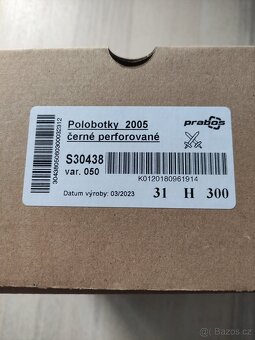 Polobotky 2005
černé perforované
prabos
S30438
var. 050
K0120180961914
Datum výroby: 03/2023
31 H 300
Bazoš.cz